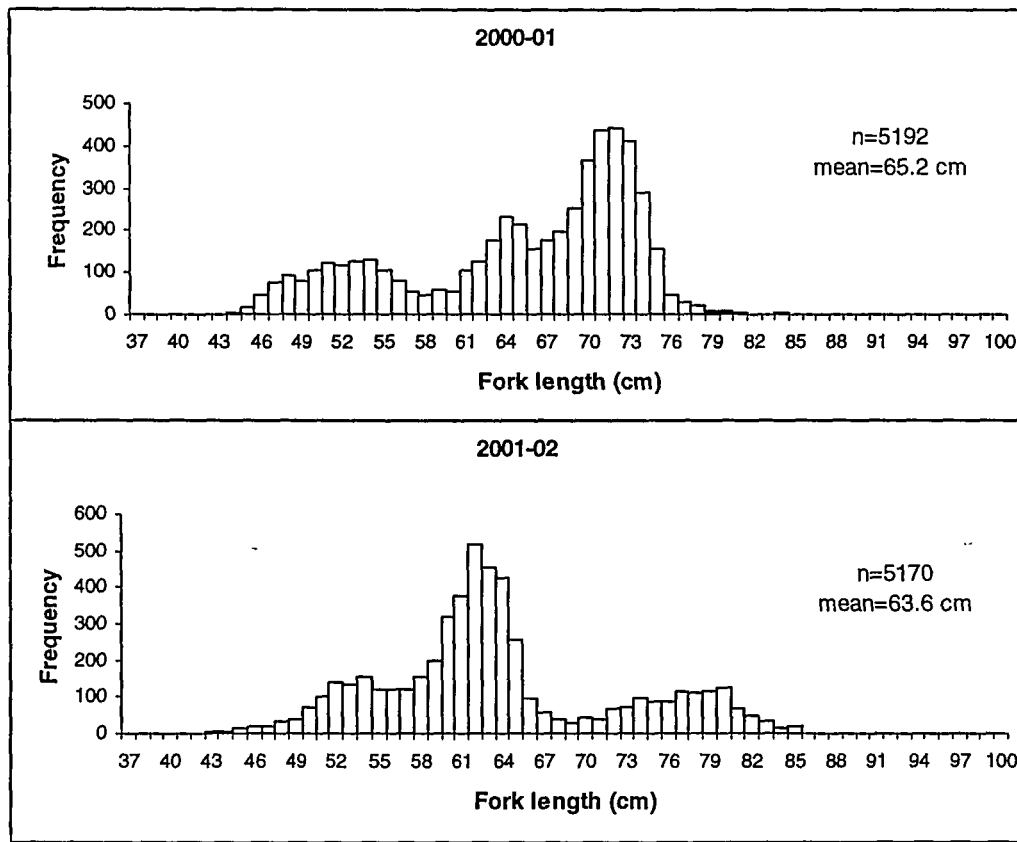 2000-01
500
400
300
200
100
0
Frequency
n=5192
mean=65.2 cm
37 40 43 46 49 52 55 58 61 64 67 70 73 76 79 82 85 88 91 94 97 100
Fork length (cm)
2001-02
600
500
400
300
200
100
0
Frequency
n=5170
mean=63.6 cm
37 40 43 46 49 52 55 58 61 64 67 70 73 76 79 82 85 88 91 94 97 100
Fork length (cm)